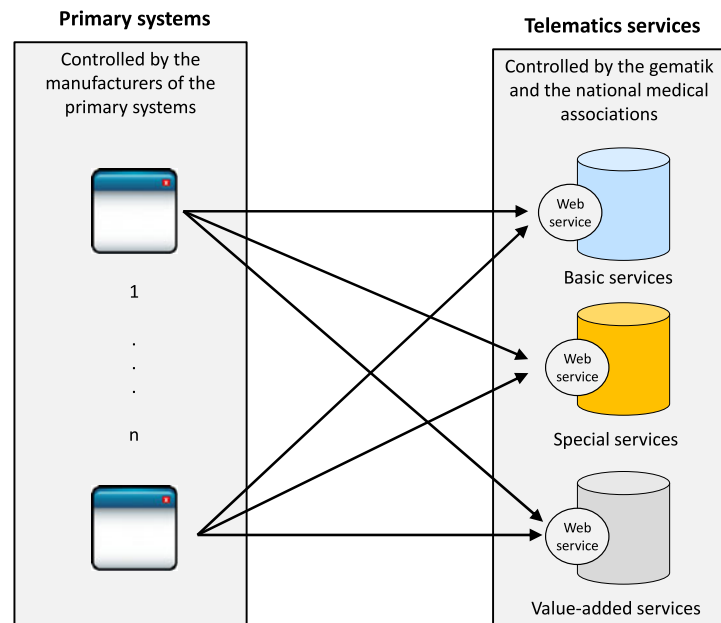 Primary systems
Controlled by the
manufacturers of the
primary systems
1
.
.
.
n
Telematics services
Controlled by the gematik
and the national medical
associations
Web
service
Basic services
Web
service
Special services
Web
service
Value-added services